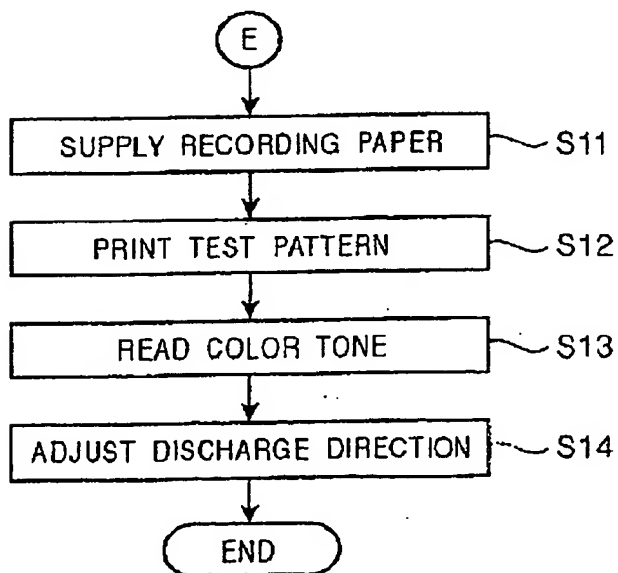 E
SUPPLY RECORDING PAPER S11
PRINT TEST PATTERN S12
READ COLOR TONE S13
ADJUST DISCHARGE DIRECTION S14
END